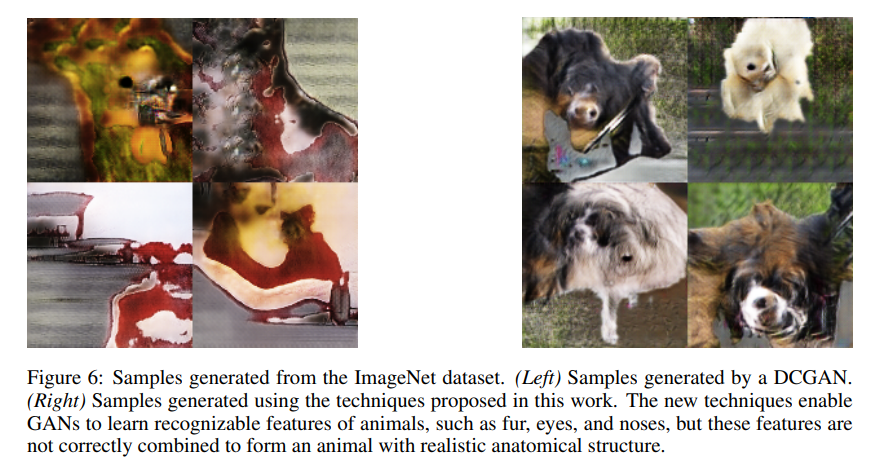 Figure 6: Samples generated from the ImageNet dataset. (Left) Samples generated by a DCGAN.
(Right) Samples generated using the techniques proposed in this work. The new techniques enable
GANs to learn recognizable features of animals, such as fur, eyes, and noses, but these features are
not correctly combined to form an animal with realistic anatomical structure.